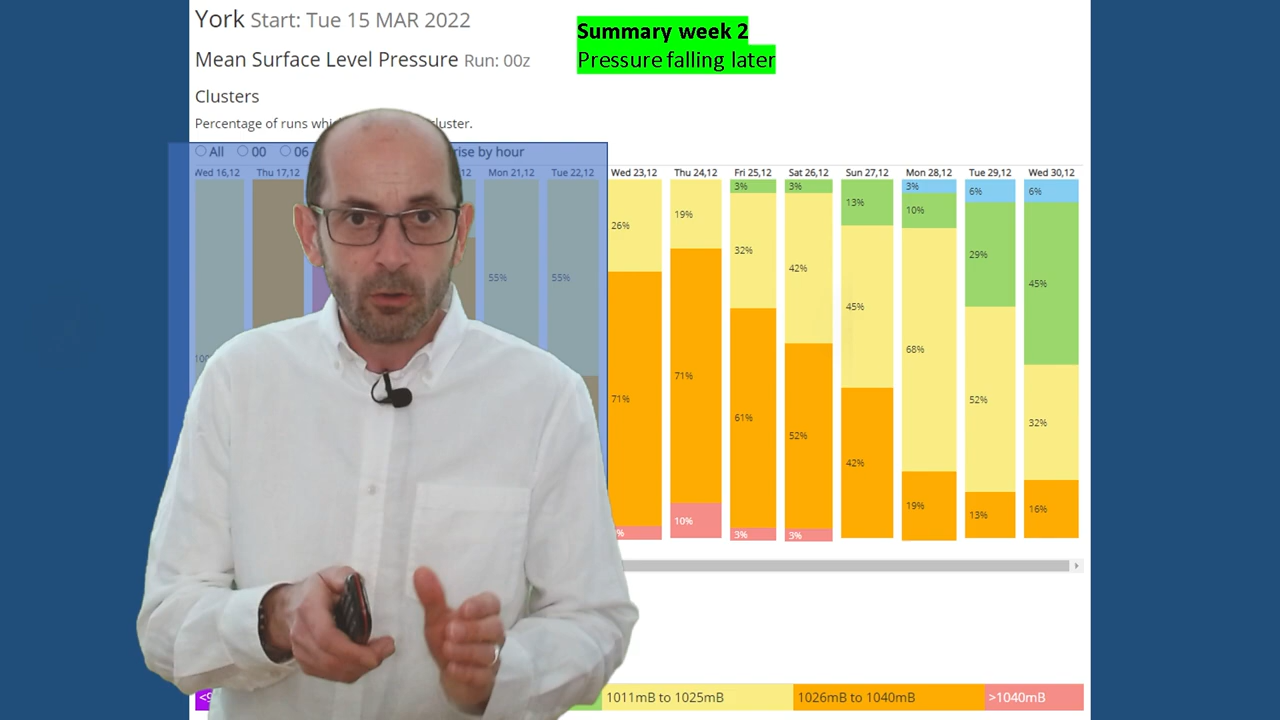 York Start: Tue 15 MAR 2022
Summary week 2
Pressure falling later
Mean Surface Level Pressure Run: 00z
Clusters
Percentage of runs cluster.
All 00 06 by hour
Wed 16,12 Thu 17,12 Mon 21,12 Tue 22,12 Wed 23,12 Thu 24,12 Fri 25,12 Sat 26,12 Sun 27,12 Mon 28,12 Tue 29,12 Wed 30,12
3% 3% 3% 6% 6%
26% 19% 13% 10%
32% 42% 29% 45%
55% 55% 45% 68%
71% 71% 61% 52% 42% 52% 32%
10% 3% 3% 19% 13% 16%
1011mB to 1025mB 1026mB to 1040mB >1040mB